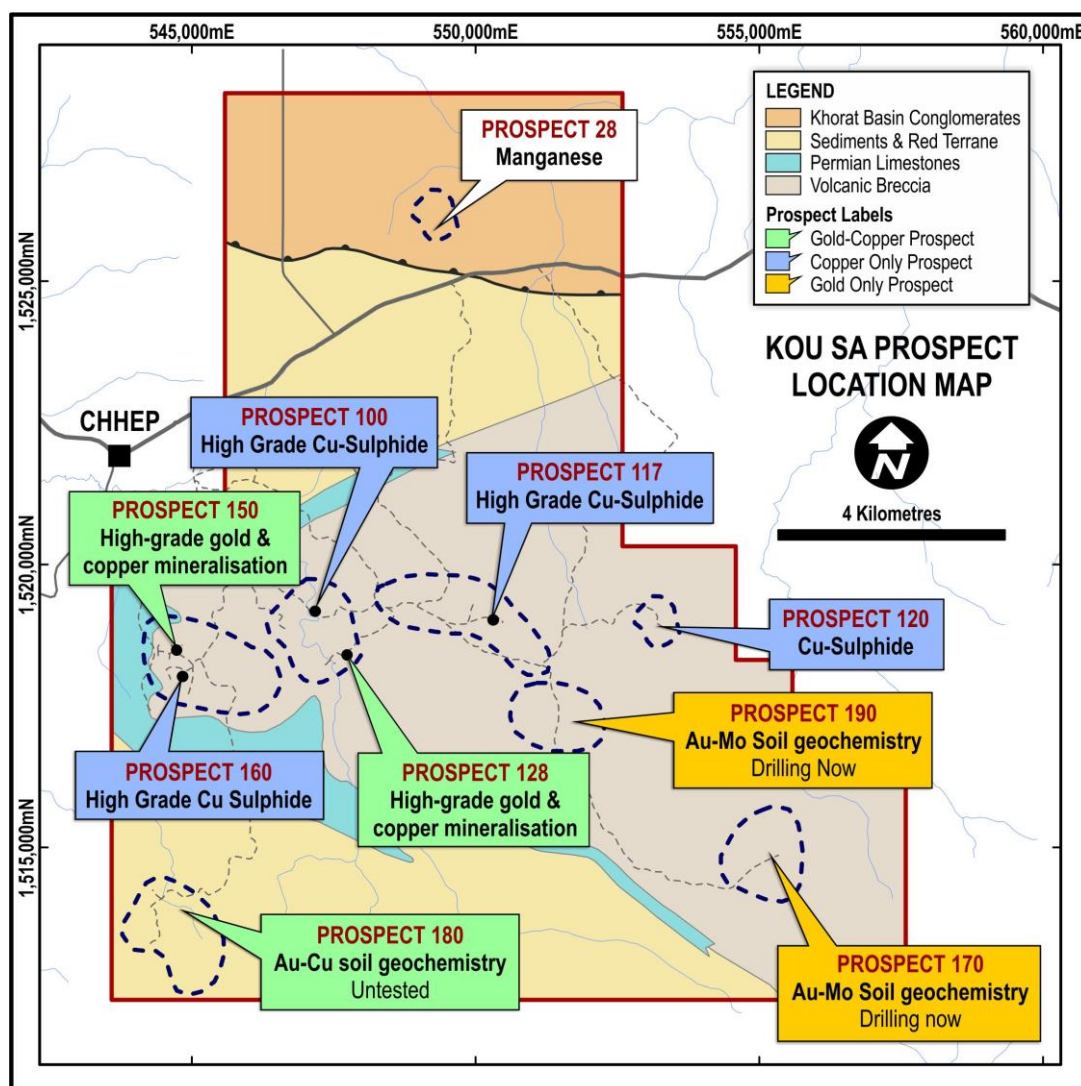 545,000mE
550,000mE
555,000mE
560,000mE
1,525,000mN
1,520,000mN
1,515,000mN
LEGEND
Khorat Basin Conglomerates
Sediments & Red Terrane
Permian Limestones
Volcanic Breccia
Prospect Labels
Gold-Copper Prospect
Copper Only Prospect
Gold Only Prospect
KOU SA PROSPECT
LOCATION MAP
N
4 Kilometres
PROSPECT 28
Manganese
CHHEP
PROSPECT 100
High Grade Cu-Sulphide
PROSPECT 117
High Grade Cu-Sulphide
PROSPECT 150
High-grade gold &
copper mineralisation
PROSPECT 120
Cu-Sulphide
PROSPECT 190
Au-Mo Soil geochemistry
Drilling Now
PROSPECT 160
High Grade Cu Sulphide
PROSPECT 128
High-grade gold &
copper mineralisation
PROSPECT 180
Au-Cu soil geochemistry
Untested
PROSPECT 170
Au-Mo Soil geochemistry
Drilling now